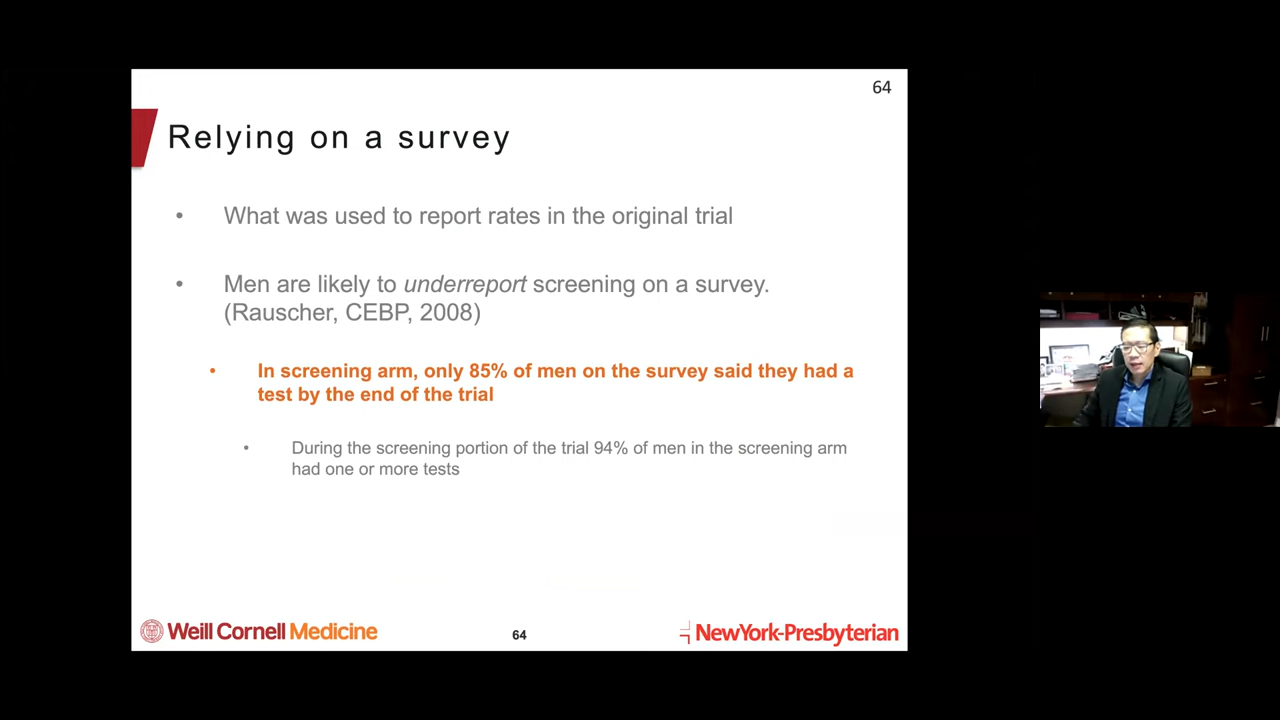 64
Relying on a survey
• What was used to report rates in the original trial
• Men are likely to underreport screening on a survey.
(Rauscher, CEBP, 2008)
• In screening arm, only 85% of men on the survey said they had a
test by the end of the trial
• During the screening portion of the trial 94% of men in the screening arm
had one or more tests
Weill Cornell Medicine
64
NewYork-Presbyterian